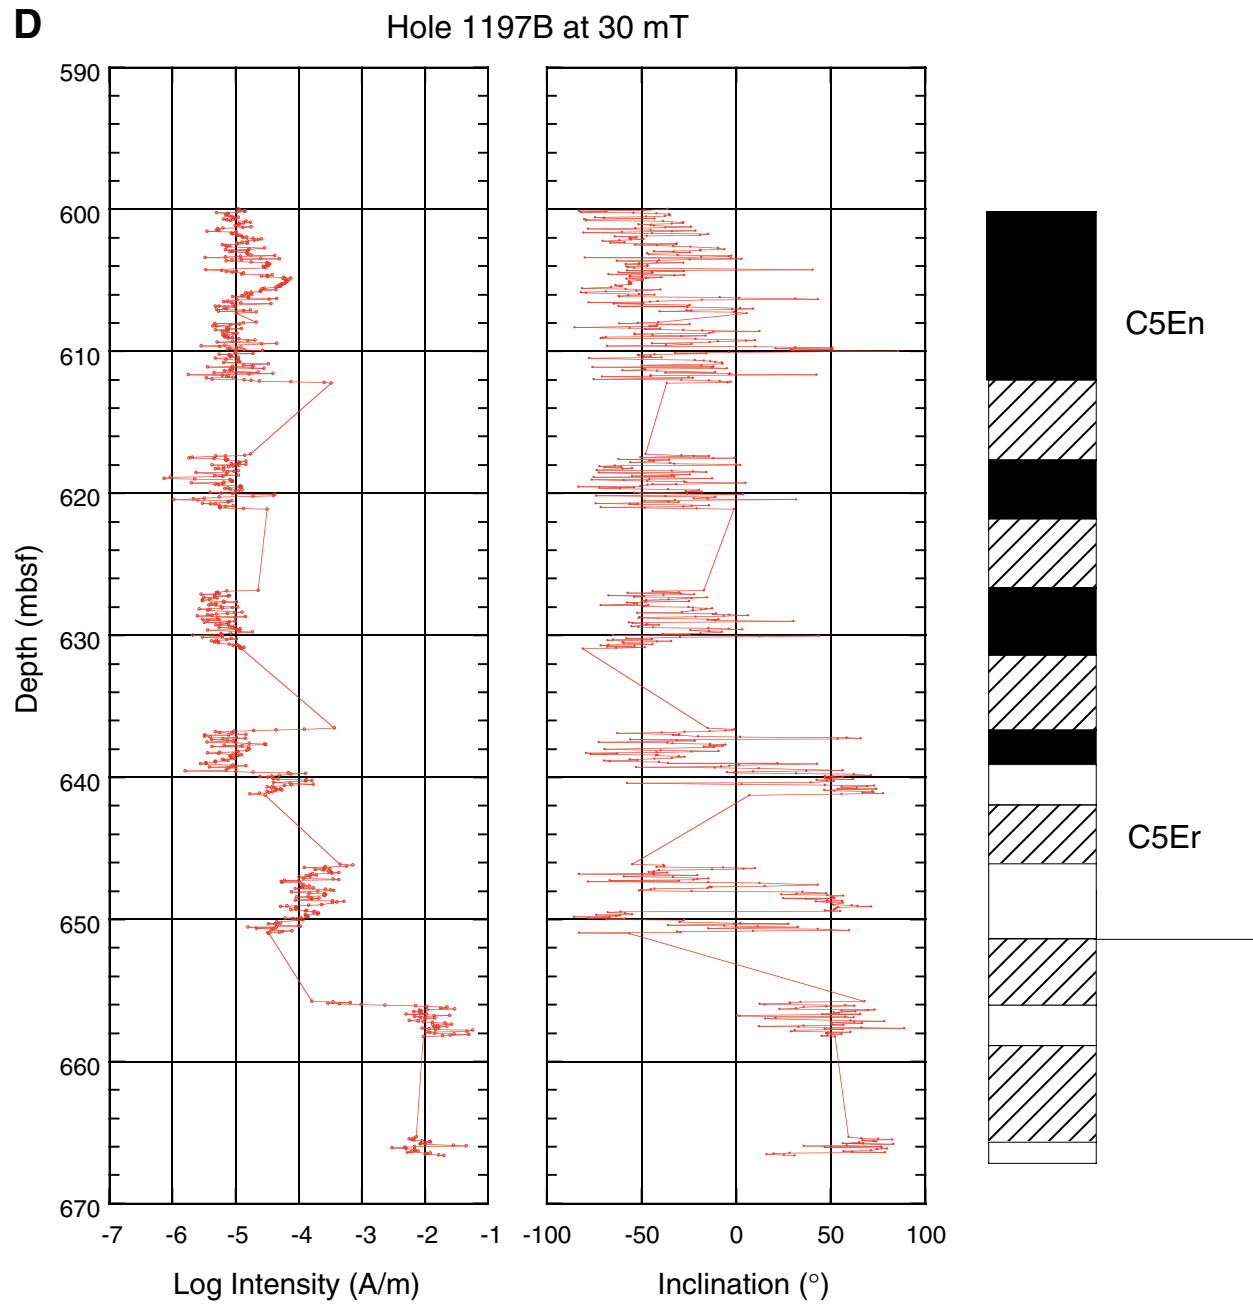 D
Hole 1197B at 30 mT
590
600
610
620
630
640
650
660
670
Depth (mbsf)
-7 -6 -5 -4 -3 -2 -1
-100 -50 0 50 100
Log Intensity (A/m)
Inclination (°)
C5En
C5Er